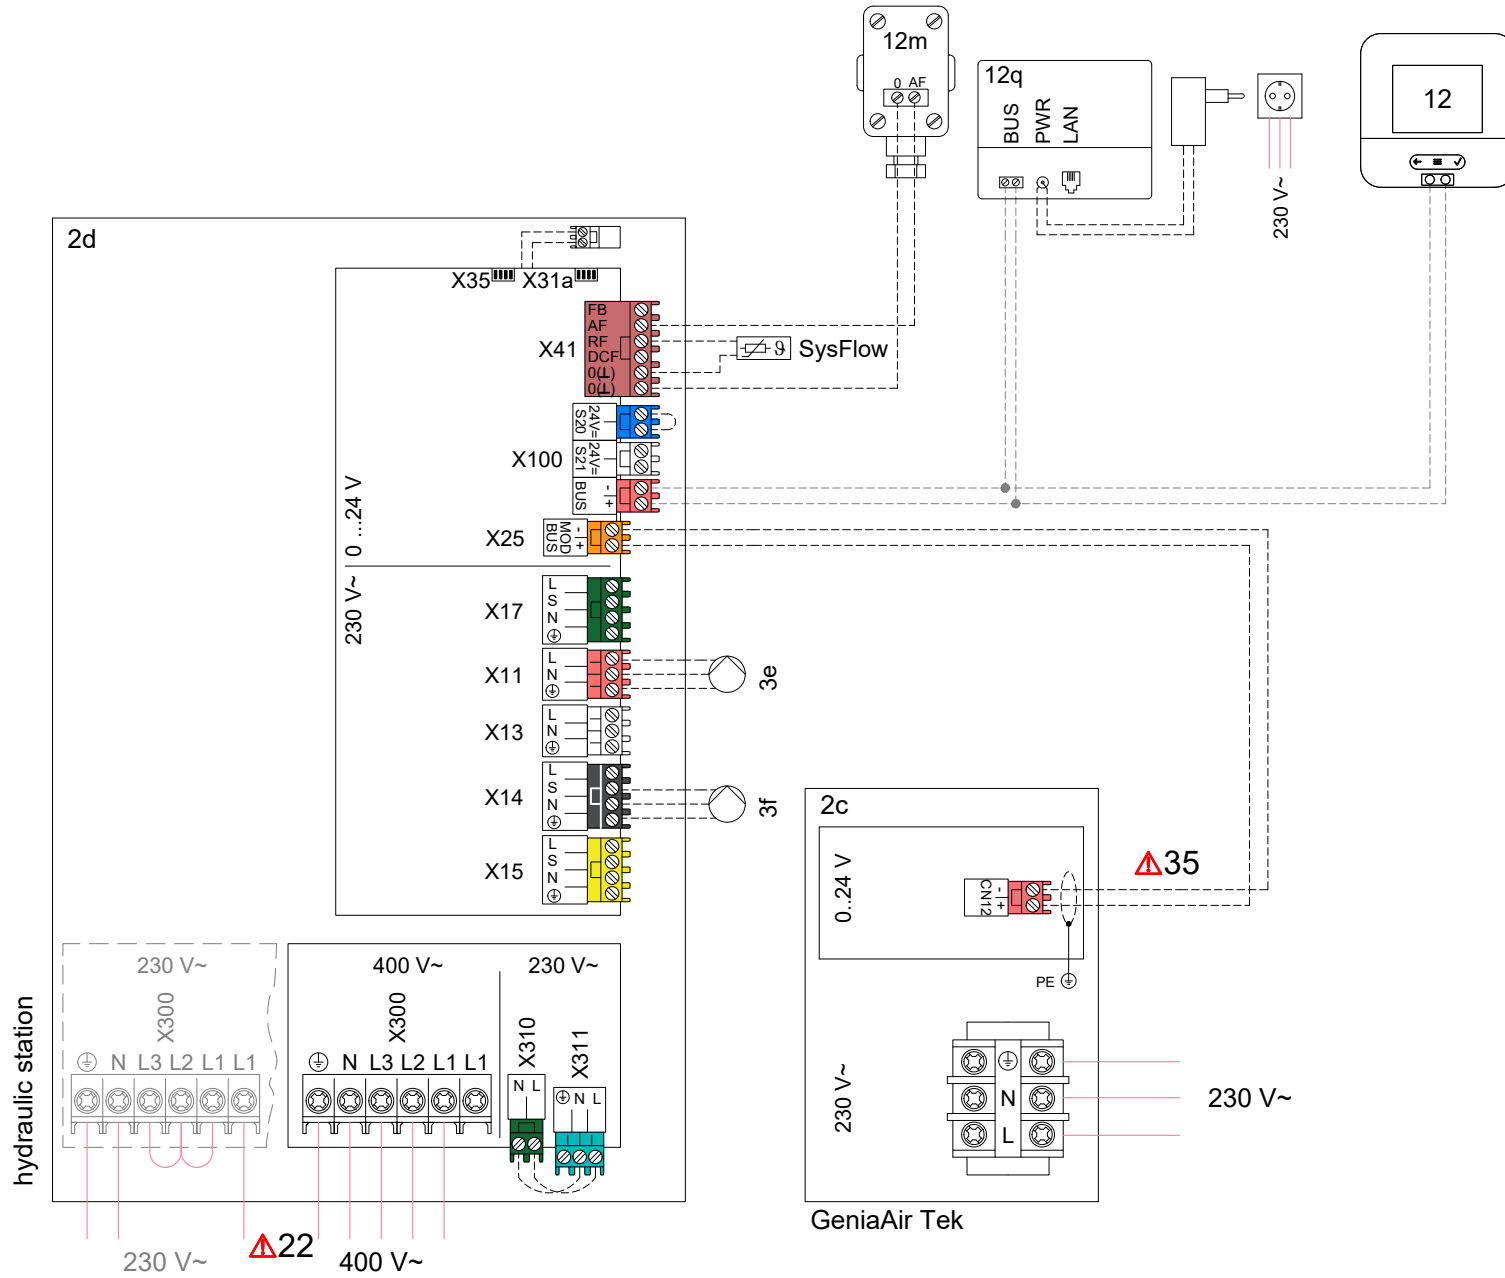 12m
0 AF
12q
BUS
PWR
LAN
230 V~
12
2d
X35
X31a
X41
FB
AF
RF
DCF
0(⊥)
0(⊥)
SysFlow
X100
24V=
S20
24V=
S21
BUS
- +
0 ...24 V
X25
MOD
BUS
- +
230 V~
X17
L
S
N
X11
L
N
3e
X13
L
N
X14
L
S
N
3f
X15
L
S
N
2c
0..24 V
CN12
- +
35
PE
230 V~
N
L
230 V~
GeniaAir Tek
hydraulic station
230 V~
X300
N L3 L2 L1 L1
230 V~
22
400 V~
X300
N L3 L2 L1 L1
400 V~
230 V~
X310
N L
X311
N L